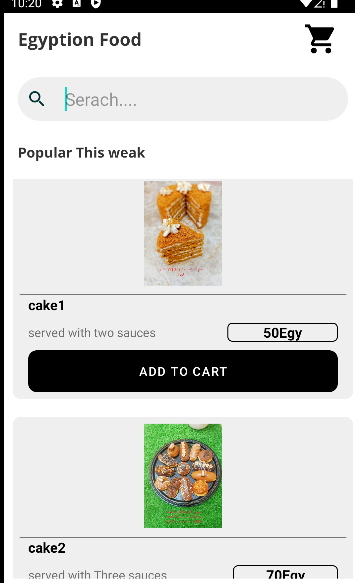 10:20
Egyption Food
Serach....
Popular This weak
cake1
served with two sauces
50Egy
ADD TO CART
cake2
served with Three sauces
70Egy